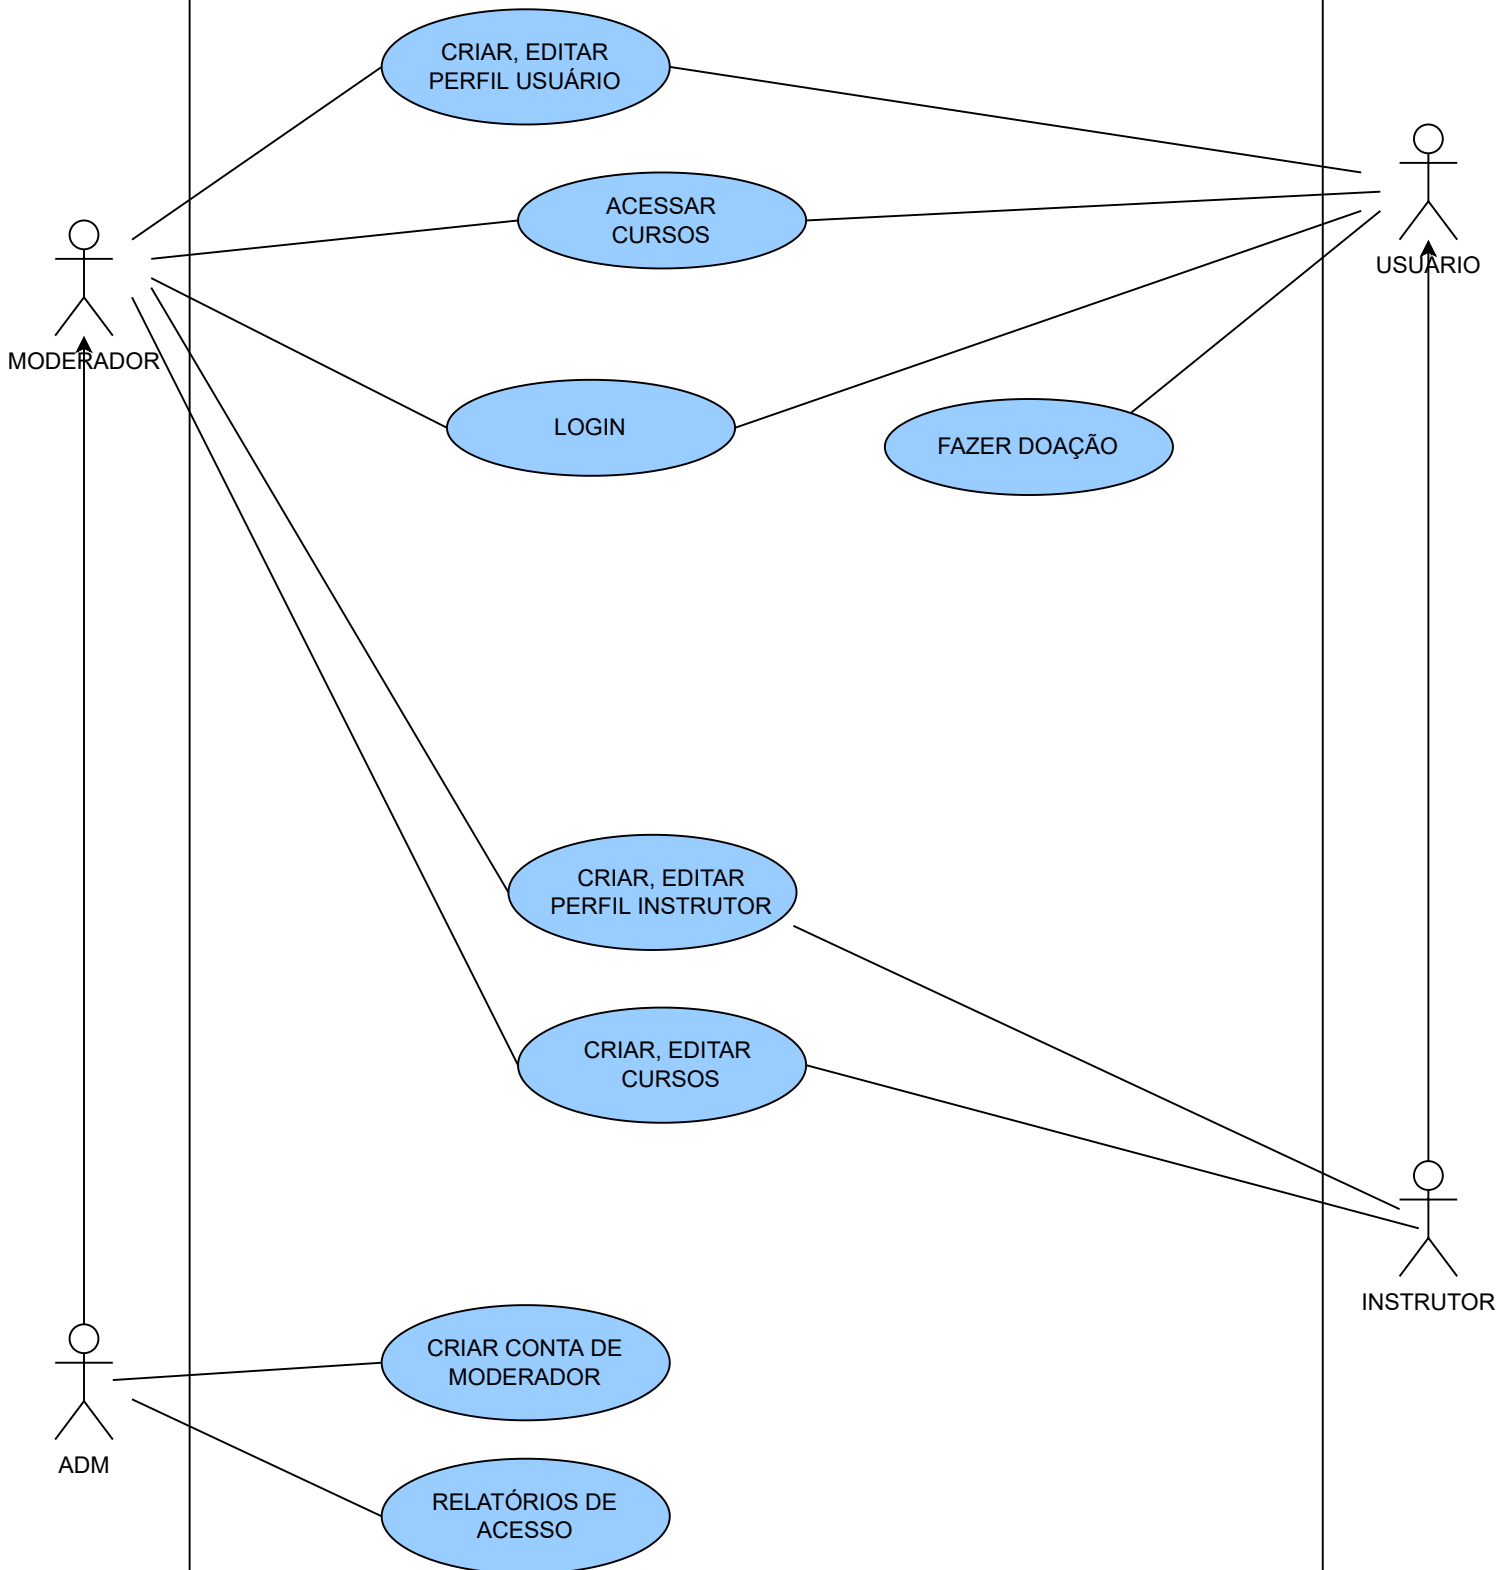 CRIAR, EDITAR
PERFIL USUÁRIO
ACESSAR
CURSOS
USUÁRIO
MODERADOR
LOGIN
FAZER DOAÇÃO
CRIAR, EDITAR
PERFIL INSTRUTOR
CRIAR, EDITAR
CURSOS
INSTRUTOR
CRIAR CONTA DE
MODERADOR
ADM
RELATÓRIOS DE
ACESSO